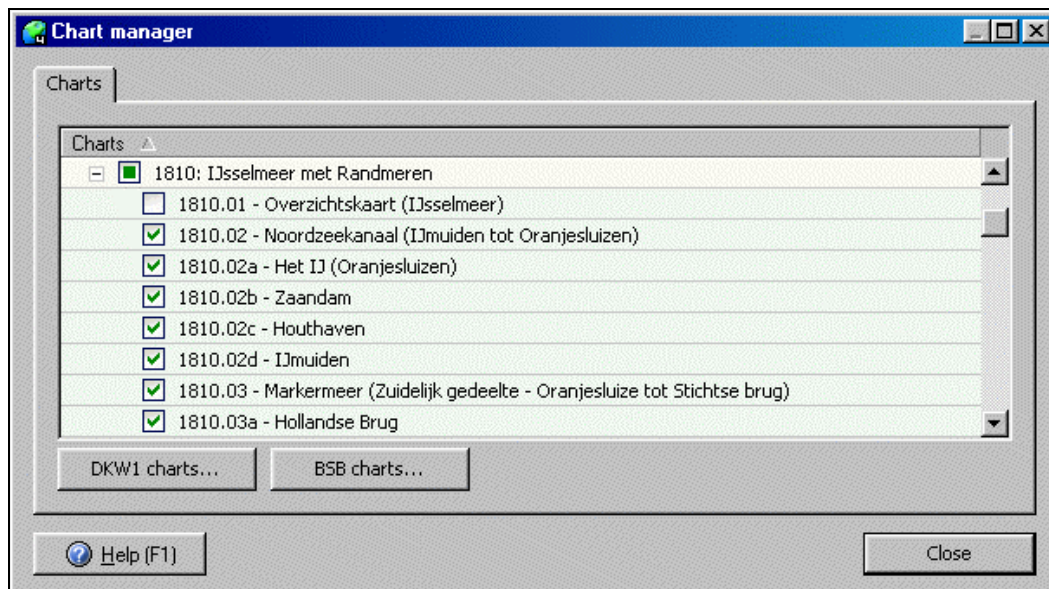 Chart manager
Charts
Charts
1810: IJsselmeer met Randmeren
1810.01 - Overzichtskaart (IJsselmeer)
1810.02 - Noordzeekanaal (IJmuiden tot Oranjesluizen)
1810.02a - Het IJ (Oranjesluizen)
1810.02b - Zaandam
1810.02c - Houthaven
1810.02d - IJmuiden
1810.03 - Markermeer (Zuidelijk gedeelte - Oranjesluize tot Stichtse brug)
1810.03a - Hollandse Brug
DKW1 charts... BSB charts...
Help (F1) Close